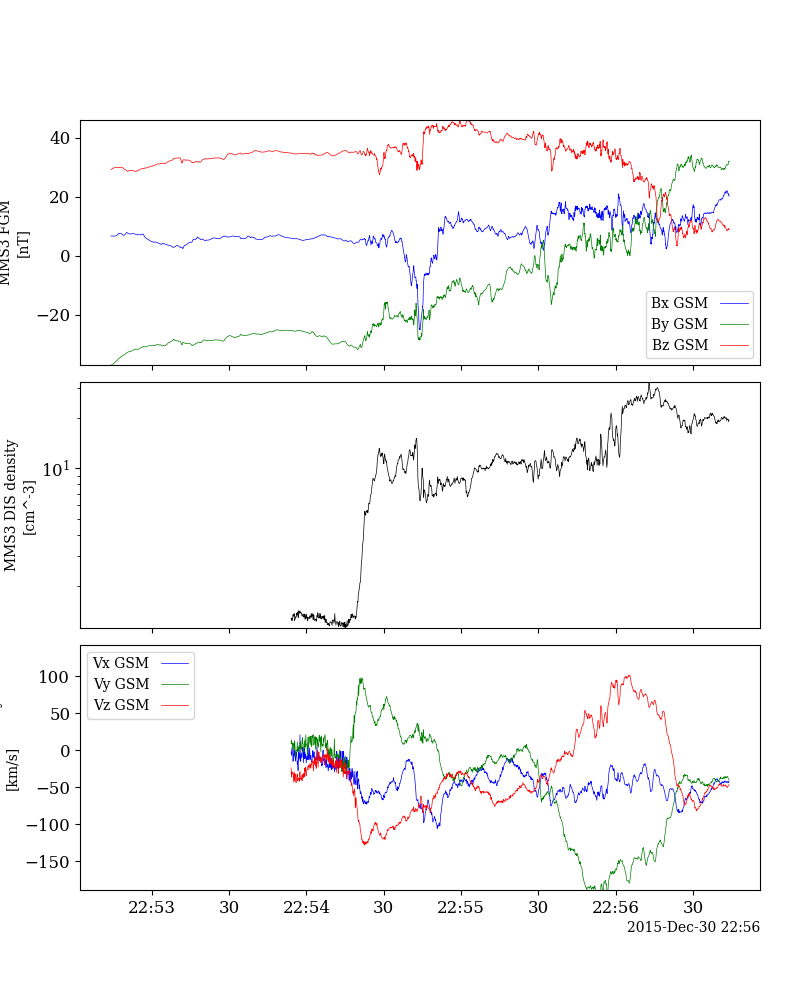 MMS3 FGM
[nT]
40
20
0
−20
Bx GSM
By GSM
Bz GSM
MMS3 DIS density
[cm^-3]
10^1
Vx GSM
Vy GSM
Vz GSM
[km/s]
100
50
0
−50
−100
−150
22:53 30 22:54 30 22:55 30 22:56 30
2015-Dec-30 22:56